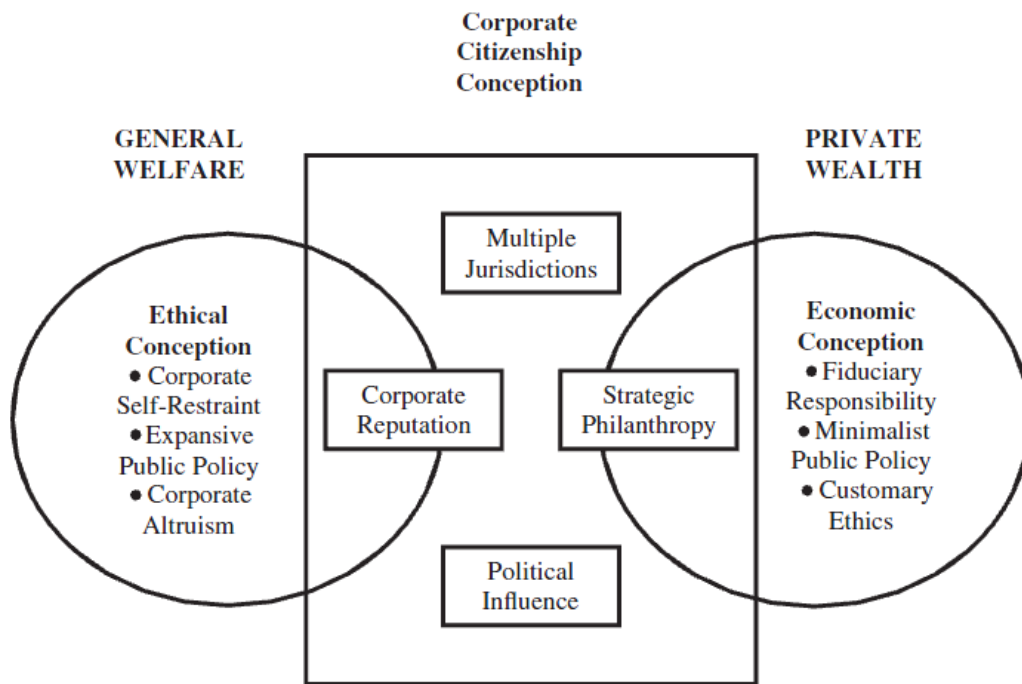 Corporate
Citizenship
Conception
GENERAL
WELFARE
PRIVATE
WEALTH
Multiple
Jurisdictions
Ethical
Conception
● Corporate
Self-Restraint
● Expansive
Public Policy
● Corporate
Altruism
Corporate
Reputation
Strategic
Philanthropy
Economic
Conception
● Fiduciary
Responsibility
● Minimalist
Public Policy
● Customary
Ethics
Political
Influence